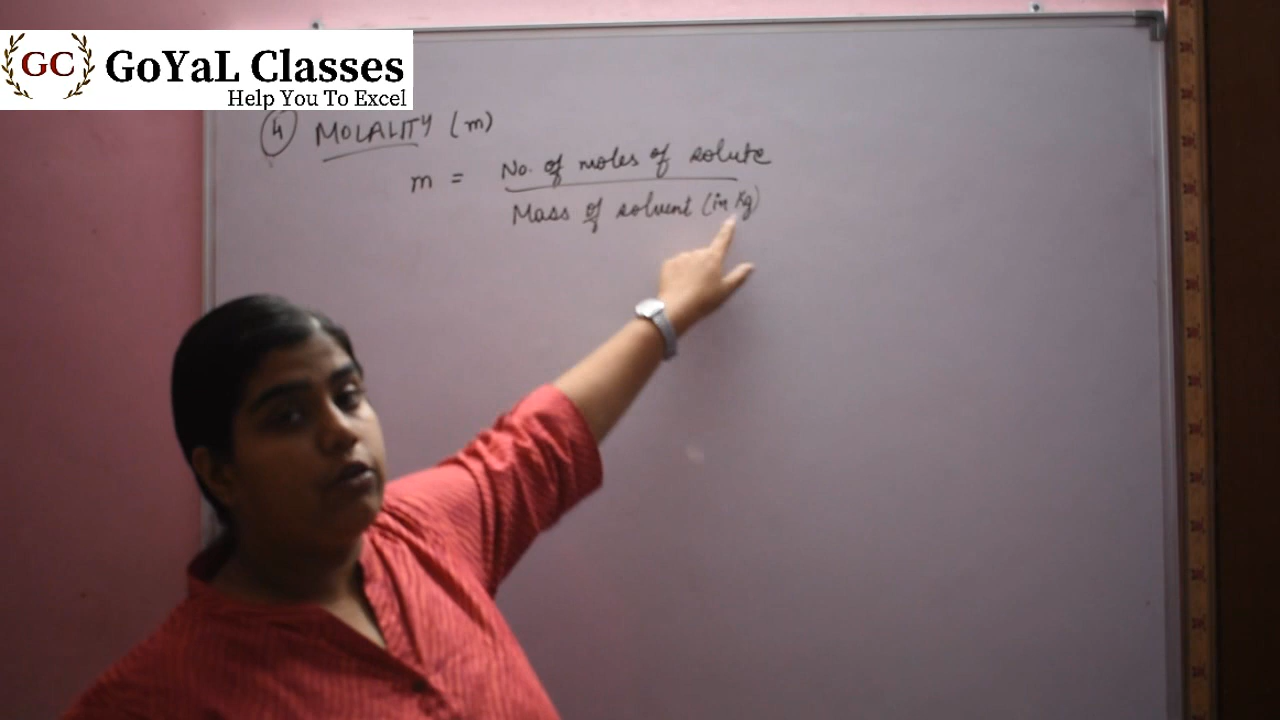 GC
GoYaL Classes
Help You To Excel
4 MOLALITY (m)
m = No. of moles of solute
Mass of solvent (in Kg)